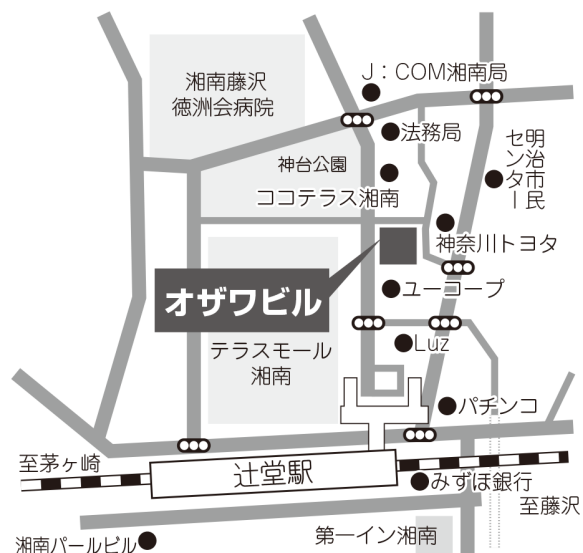 J：COM湘南局
湘南藤沢
徳洲会病院
法務局
明治市民
センター
神台公園
ココテラス湘南
神奈川トヨタ
ユーコープ
オザワビル
Luz
テラスモール
湘南
パチンコ
至茅ヶ崎
辻堂駅
みずほ銀行
至藤沢
第一イン湘南
湘南パールビル